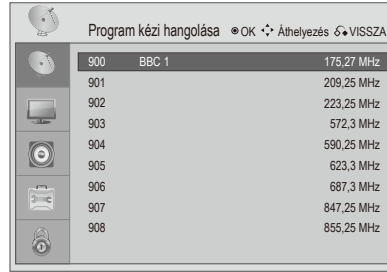 Program kézi hangolása OK Áthelyezés VISSZA
900 BBC 1 175,27 MHz
901 209,25 MHz
902 223,25 MHz
903 572,3 MHz
904 590,25 MHz
905 623,3 MHz
906 687,3 MHz
907 847,25 MHz
908 855,25 MHz